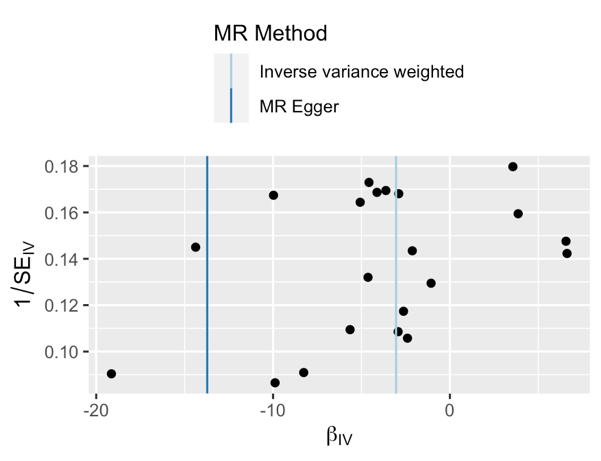 MR Method
Inverse variance weighted
MR Egger
0.18
0.16
0.14
0.12
0.10
1/SE_IV
-20
-10
0
β_IV